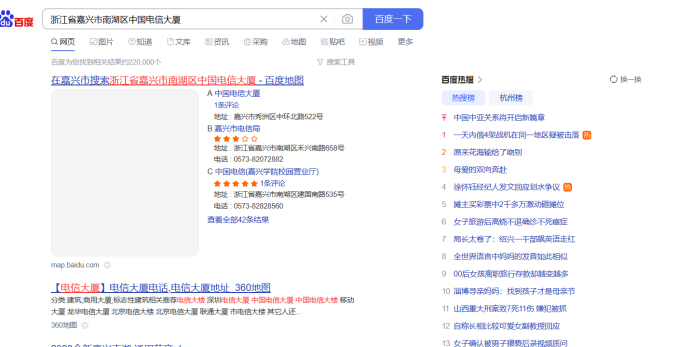 du 百度
浙江省嘉兴市南湖区中国电信大厦
百度一下
网页 图片 知道 文库 资讯 采购 地图 贴吧 视频 更多
百度为您找到相关结果约220,000个
搜索工具
在嘉兴市搜索浙江省嘉兴市南湖区中国电信大厦 - 百度地图
A 中国电信大厦
1条评论
地址：嘉兴市秀洲区中环北路522号
B 嘉兴市电信局
地址：浙江省嘉兴市南湖区禾兴南路658号
电话：0573-82072882
C 中国电信(嘉兴学院校园营业厅)
1条评论
地址：浙江省嘉兴市南湖区建国南路535号
电话：0573-82828560
查看全部42条结果
map.baidu.com
【电信大厦】电信大厦电话,电信大厦地址_360地图
分类 建筑,商用大厦,标志性建筑相关推荐电信大楼 深圳电信大厦 中国电信大厦 中国电信大楼 移动
大厦 龙华电信大厦 北京电信大楼 北京电信大厦 联通大厦 市电信大楼 其它人还...
360地图
百度热搜
换一换
热搜榜 杭州榜
中国中亚关系将开启新篇章
1 一天内俄4架战机在同一地区疑被击落 热
2 原来花海输给了吻别
3 母爱的双向奔赴
4 徐怀钰经纪人发文回应划水争议 热
5 摊主买彩票中2千多万激动砸摊位
6 女子旅游后高烧不退确诊不死癌症
7 局长太卷了：绍兴一干部飙英语走红
8 全世界语言中妈妈的发音如此相似
9 00后女孩离职旅行存款却越变越多
10 淄博寻亲妈：找到孩子才是母亲节
11 山西重大刑案致7死11伤 嫌犯被抓
12 自称长相比较可爱女副教授回应
13 女子确认被男子猥亵后录视频质问